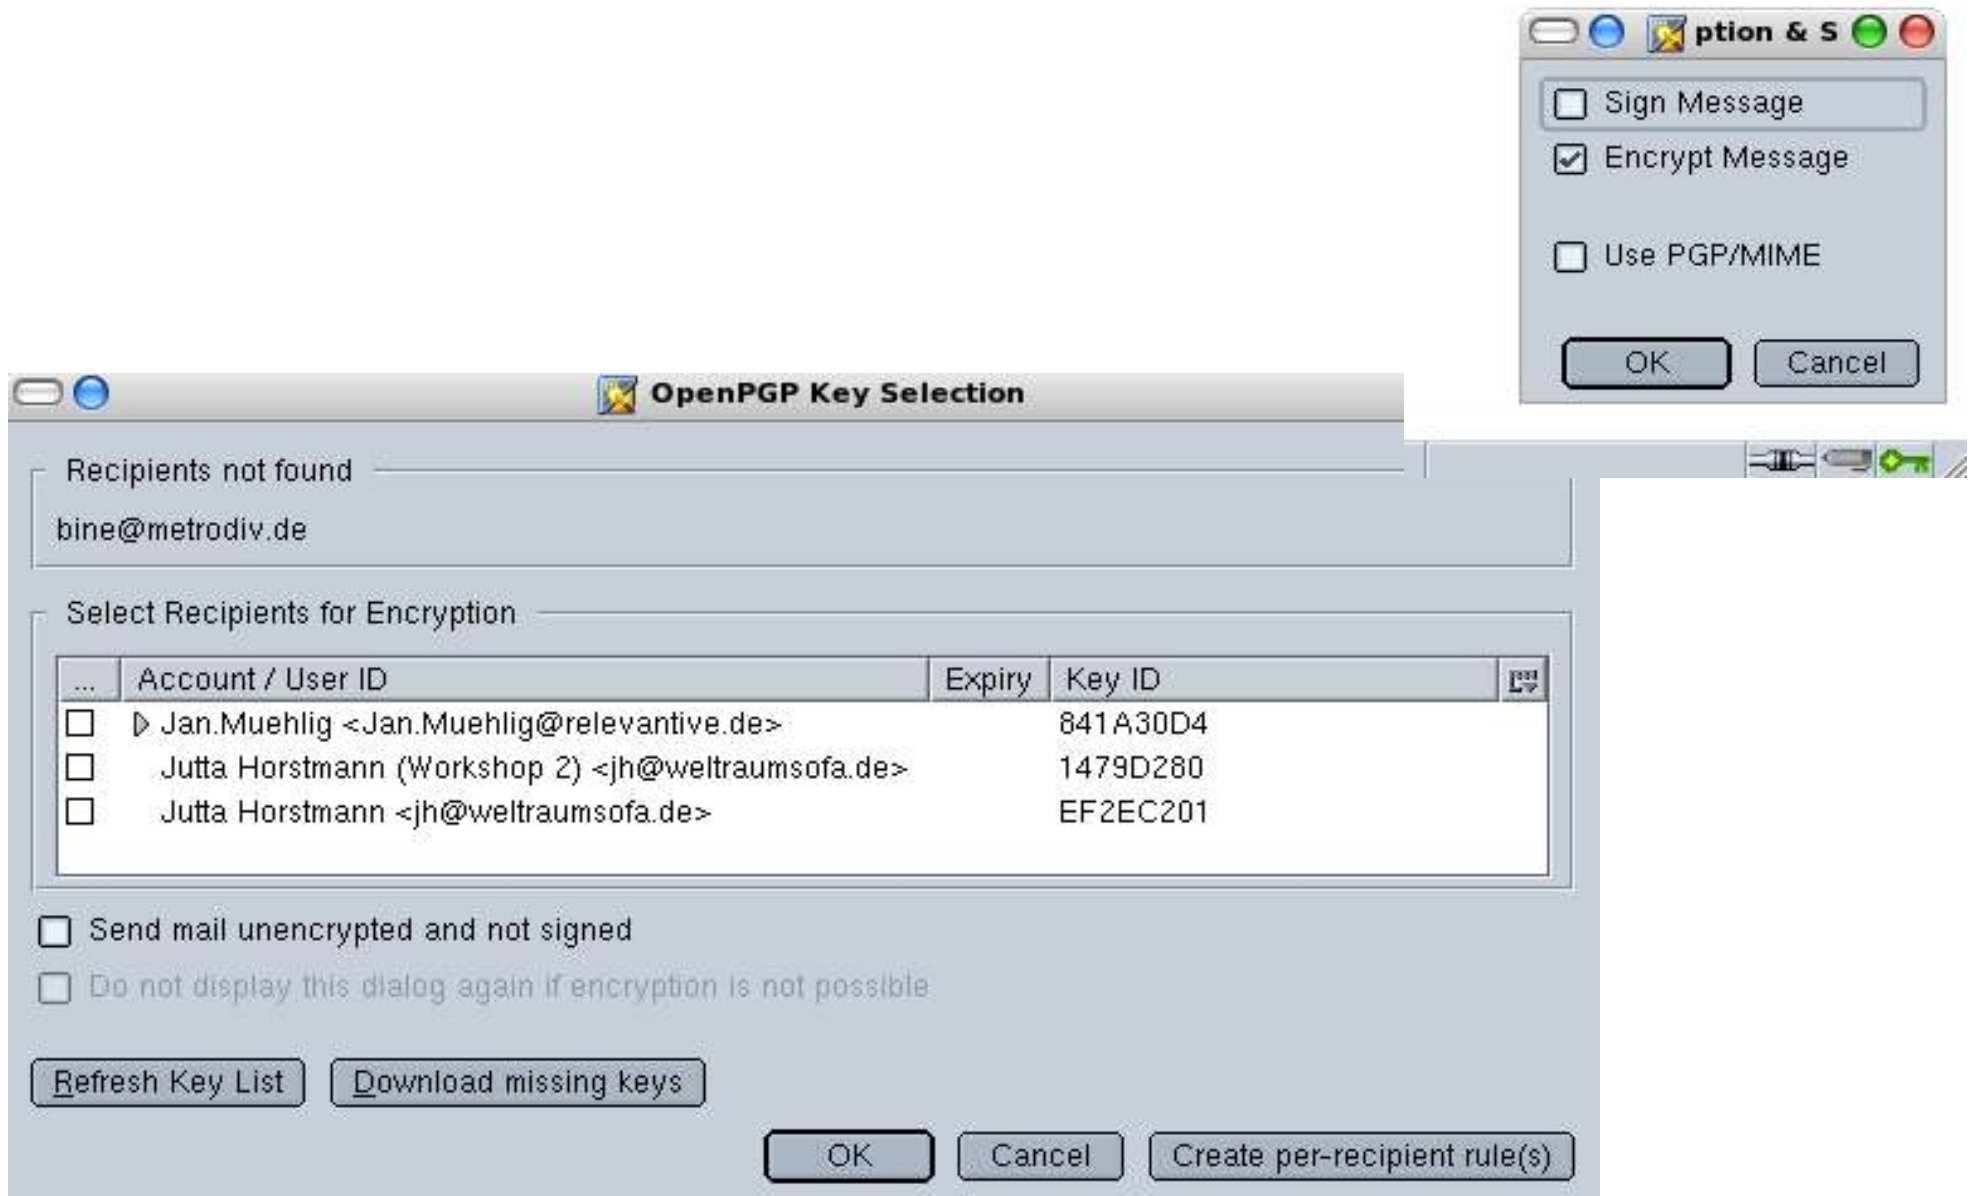 ption & S
Sign Message
Encrypt Message
Use PGP/MIME
OK Cancel
OpenPGP Key Selection
Recipients not found
bine@metrodiv.de
Select Recipients for Encryption
... Account / User ID Expiry Key ID
Jan.Muehlig <Jan.Muehlig@relevantive.de> 841A30D4
Jutta Horstmann (Workshop 2) <jh@weltraumsofa.de> 1479D280
Jutta Horstmann <jh@weltraumsofa.de> EF2EC201
Send mail unencrypted and not signed
Do not display this dialog again if encryption is not possible
Refresh Key List Download missing keys
OK Cancel Create per-recipient rule(s)